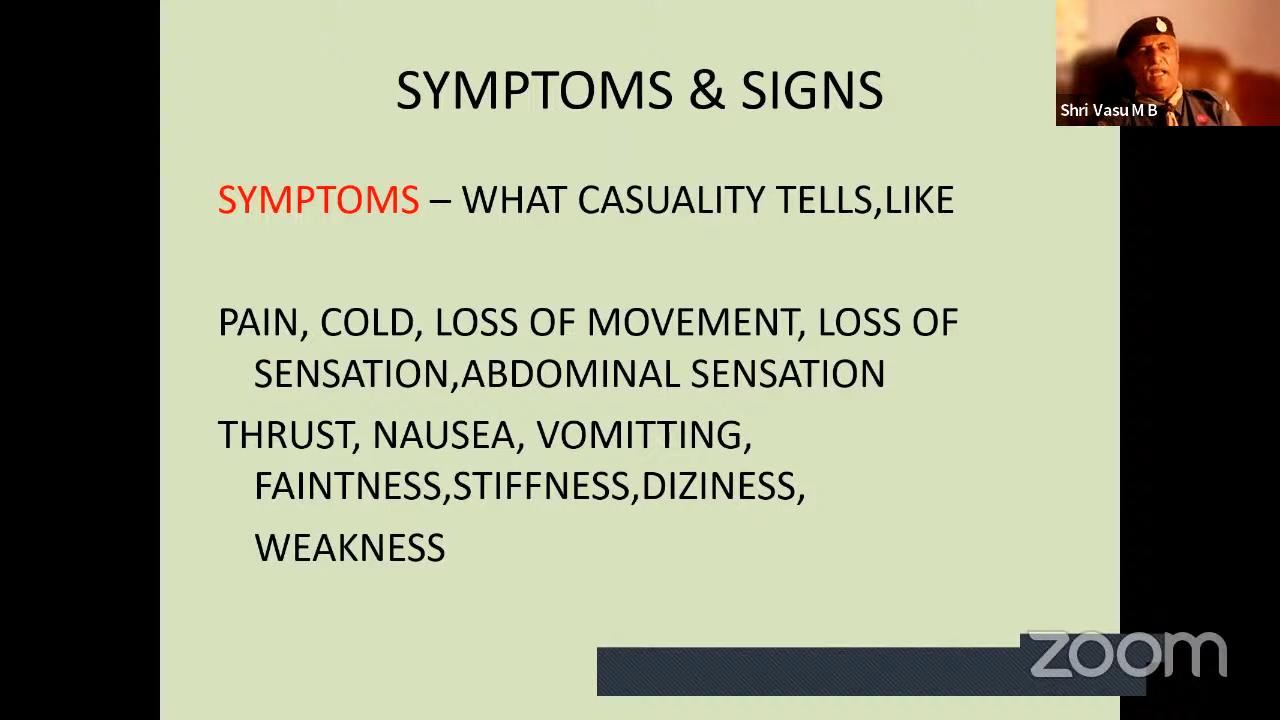 SYMPTOMS & SIGNS
Shri Vasu M B
SYMPTOMS – WHAT CASUALITY TELLS,LIKE
PAIN, COLD, LOSS OF MOVEMENT, LOSS OF
SENSATION,ABDOMINAL SENSATION
THRUST, NAUSEA, VOMITTING,
FAINTNESS,STIFFNESS,DIZINESS,
WEAKNESS
zoom